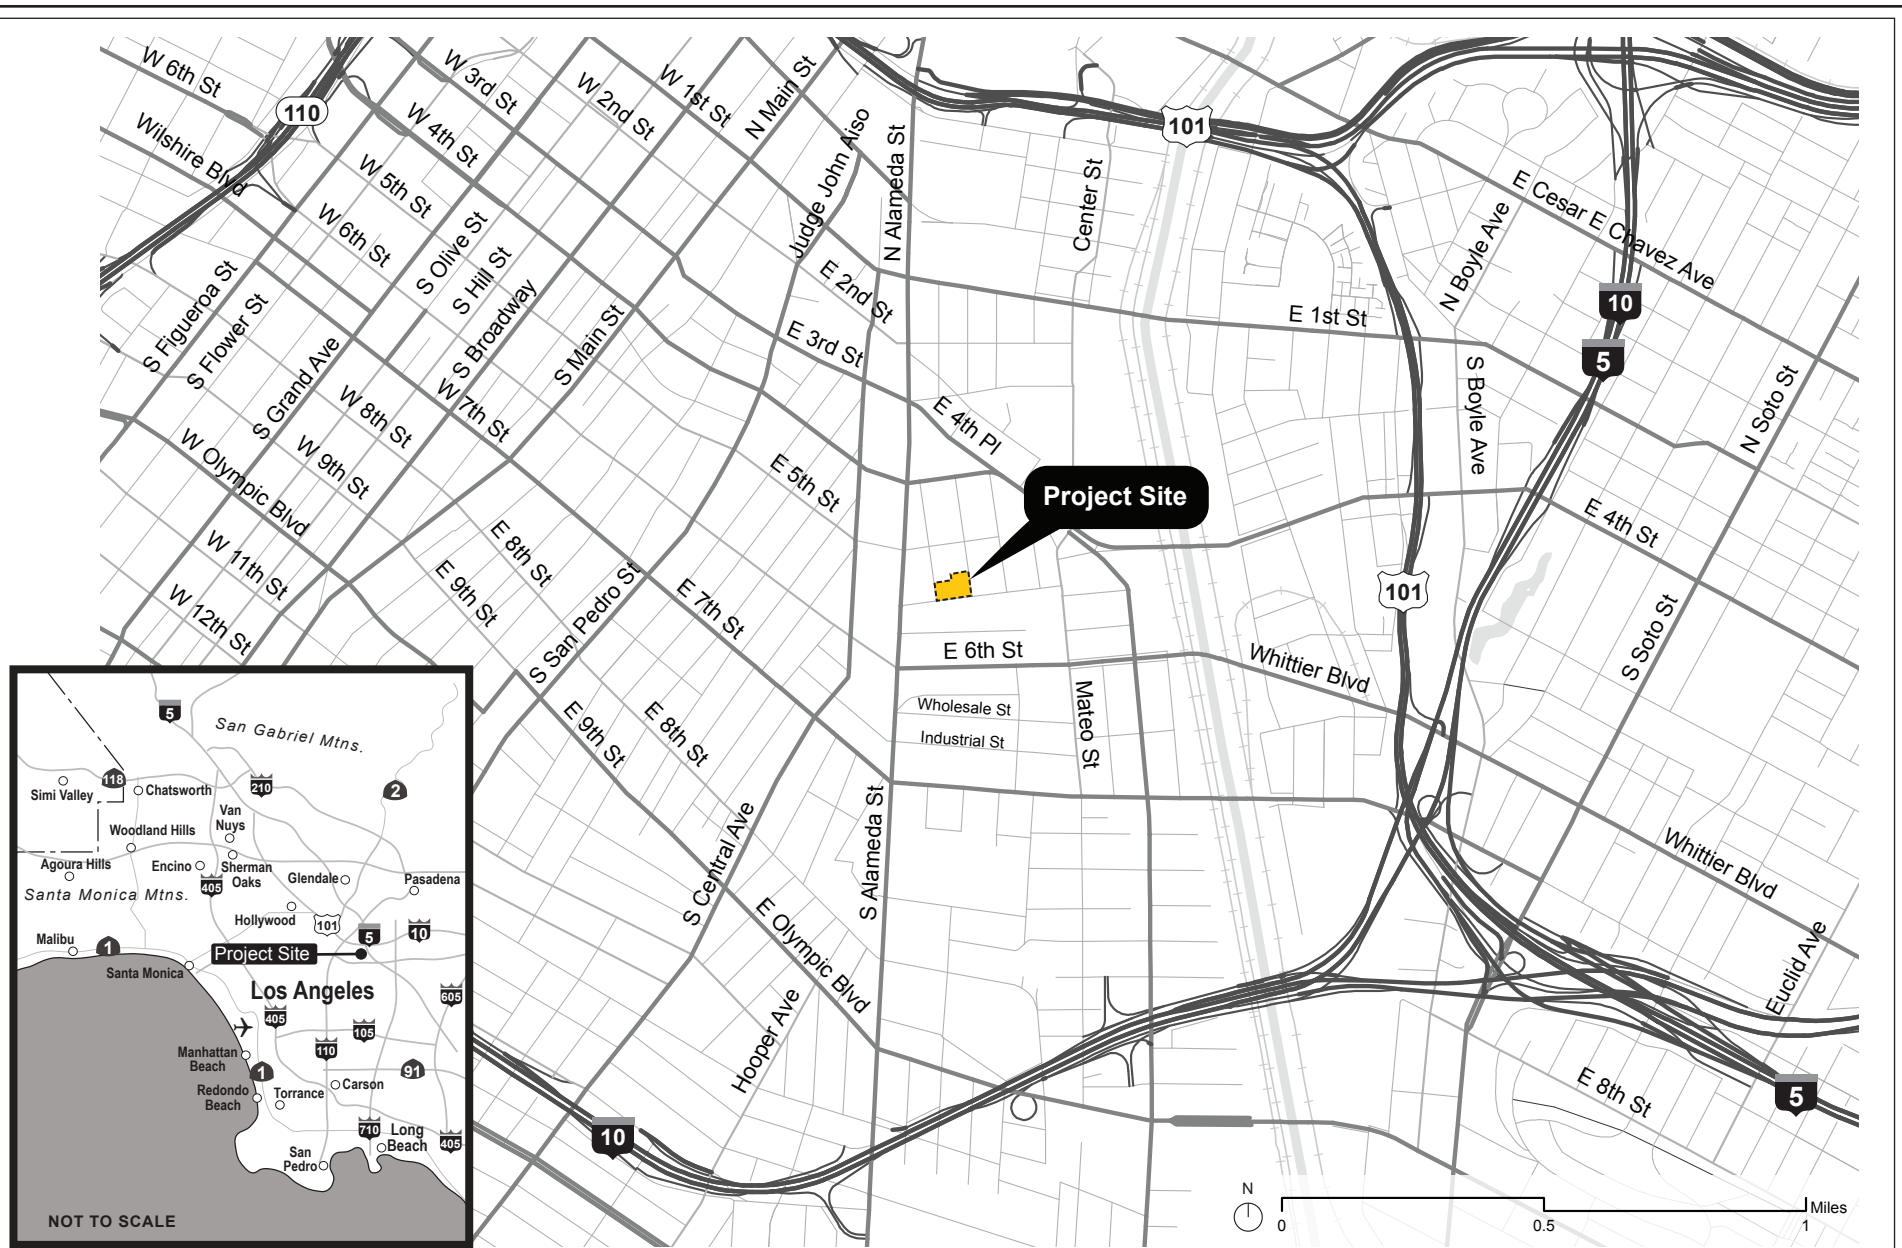 W 6th St
110
Wilshire Blvd
W 3rd St
W 4th St
W 2nd St
W 1st St
N Main St
Judge John Aiso
N Alameda St
Center St
101
E Cesar E Chavez Ave
N Boyle Ave
10
5
W 5th St
W 6th St
S Olive St
S Hill St
S Broadway
S Figueroa St
S Flower St
S Grand Ave
S Main St
E 2nd St
E 3rd St
E 1st St
S Boyle Ave
N Soto St
W 7th St
W 8th St
W 9th St
W Olympic Blvd
W 11th St
W 12th St
E 4th Pl
E 5th St
Project Site
E 4th St
101
E 8th St
E 9th St
S San Pedro St
E 7th St
E 6th St
Whittier Blvd
S Soto St
Wholesale St
Industrial St
Mateo St
E 8th St
E 9th St
S Central Ave
S Alameda St
E Olympic Blvd
Hooper Ave
Whittier Blvd
Euclid Ave
E 8th St
5
10
N
0
0.5
1
Miles
5
San Gabriel Mtns.
118
Simi Valley
Chatsworth
210
2
Van
Nuys
Woodland Hills
Agoura Hills
Encino
Sherman
Oaks
405
Glendale
Pasadena
Santa Monica Mtns.
Hollywood
101
5
10
Malibu
1
Santa Monica
Project Site
Los Angeles
605
405
105
110
Manhattan
Beach
1
91
Redondo
Beach
Torrance
Carson
710
Long
Beach
405
San
Pedro
NOT TO SCALE